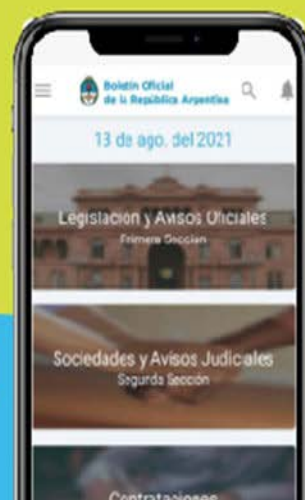 Boletín Oficial
de la República Argentina
13 de ago. del 2021
Legislación y Avisos Oficiales
Primera Sección
Sociedades y Avisos Judiciales
Segunda Sección
Contrataciones